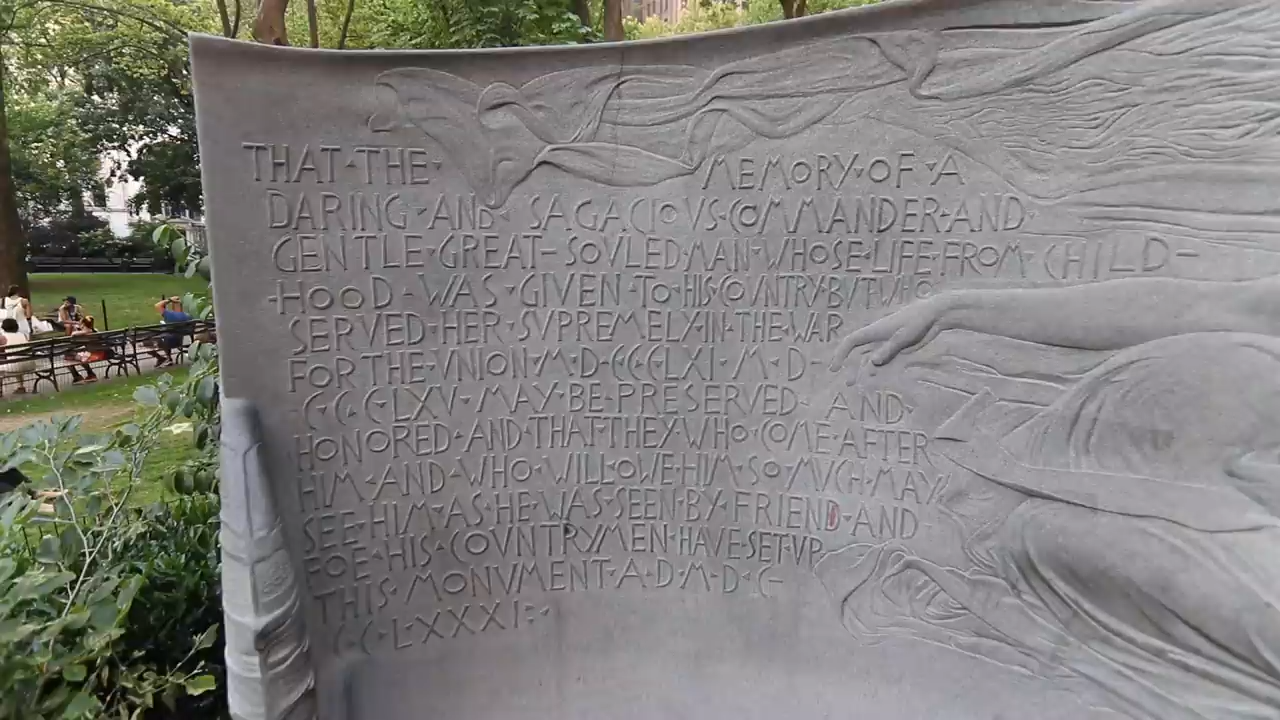 THAT·THE· MEMORY·OF·A
DARING·AND·SAGACIOVS·COMMANDER·AND
GENTLE·GREAT-SOVLED·MAN·WHOSE·LIFE·FROM·CHILD-
-HOOD·WAS·GIVEN·TO·HIS·COVNTRY·BVT·WHO
SERVED·HER·SVPREMELY·IN·THE·WAR
FOR·THE·VNION·M·D·CCCLXI·M·D-
-CCCLXV·MAY·BE·PRESERVED·AND·
HONORED·AND·THAT·THEY·WHO·COME·AFTER
HIM·AND·WHO·WILL·OWE·HIM·SO·MVCH·MAY
SEE·HIM·AS·HE·WAS·SEEN·BY·FRIEND·AND
FOE·HIS·COVNTRYMEN·HAVE·SET·VP
THIS·MONVMENT·A·D·M·D·C-
CCLXXXI:·